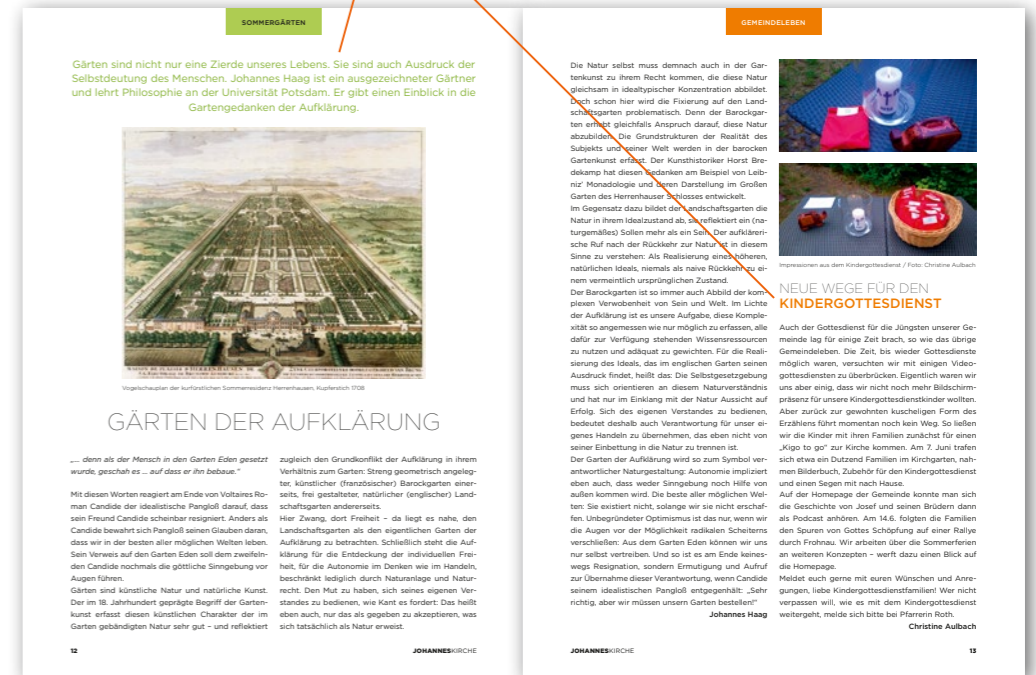 SOMMERGÄRTEN
Gärten sind nicht nur eine Zierde unseres Lebens. Sie sind auch Ausdruck der
Selbstdeutung des Menschen. Johannes Haag ist ein ausgezeichneter Gärtner
und lehrt Philosophie an der Universität Potsdam. Er gibt einen Einblick in die
Gartengedanken der Aufklärung.
Vogelschauplan der kurfürstlichen Sommerresidenz Herrenhausen, Kupferstich 1708
GÄRTEN DER AUFKLÄRUNG
„... denn als der Mensch in den Garten Eden gesetzt
wurde, geschah es ... auf dass er ihn bebaue."
Mit diesen Worten reagiert am Ende von Voltaires Ro-
man Candide der idealistische Pangloß darauf, dass
sein Freund Candide scheinbar resigniert. Anders als
Candide bewahrt sich Pangloß seinen Glauben daran,
dass wir in der besten aller möglichen Welten leben.
Sein Verweis auf den Garten Eden soll dem zweifeln-
den Candide nochmals die göttliche Sinngebung vor
Augen führen.
Gärten sind künstliche Natur und natürliche Kunst.
Der im 18. Jahrhundert geprägte Begriff der Garten-
kunst erfasst diesen künstlichen Charakter der im
Garten gebändigten Natur sehr gut – und reflektiert
zugleich den Grundkonflikt der Aufklärung in ihrem
Verhältnis zum Garten: Streng geometrisch angeleg-
ter, künstlicher (französischer) Barockgarten einer-
seits, frei gestalteter, natürlicher (englischer) Land-
schaftsgarten andererseits.
Hier Zwang, dort Freiheit – da liegt es nahe, den
Landschaftsgarten als den eigentlichen Garten der
Aufklärung zu betrachten. Schließlich steht die Auf-
klärung für die Entdeckung der individuellen Frei-
heit, für die Autonomie im Denken wie im Handeln,
beschränkt lediglich durch Naturanlage und Natur-
recht. Den Mut zu haben, sich seines eigenen Ver-
standes zu bedienen, wie Kant es fordert: Das heißt
eben auch, nur das als gegeben zu akzeptieren, was
sich tatsächlich als Natur erweist.
12
JOHANNESKIRCHE
GEMEINDELEBEN
Die Natur selbst muss demnach auch in der Gar-
tenkunst zu ihrem Recht kommen, die diese Natur
gleichsam in idealtypischer Konzentration abbildet.
Doch schon hier wird die Fixierung auf den Land-
schaftsgarten problematisch. Denn der Barockgar-
ten erhebt gleichfalls Anspruch darauf, diese Natur
abzubilden. Die Grundstrukturen der Realität des
Subjekts und seiner Welt werden in der barocken
Gartenkunst erfasst. Der Kunsthistoriker Horst Bre-
dekamp hat diesen Gedanken am Beispiel von Leib-
niz' Monadologie und deren Darstellung im Großen
Garten des Herrenhauser Schlosses entwickelt.
Im Gegensatz dazu bildet der Landschaftsgarten die
Natur in ihrem Idealzustand ab, sie reflektiert ein (na-
turgemäßes) Sollen mehr als ein Sein. Der aufkläreri-
sche Ruf nach der Rückkehr zur Natur ist in diesem
Sinne zu verstehen: Als Realisierung eines höheren,
natürlichen Ideals, niemals als naive Rückkehr zu ei-
nem vermeintlich ursprünglichen Zustand.
Der Barockgarten ist so immer auch Abbild der kom-
plexen Verwobenheit von Sein und Welt. Im Lichte
der Aufklärung ist es unsere Aufgabe, diese Komple-
xität so angemessen wie nur möglich zu erfassen, alle
dafür zur Verfügung stehenden Wissensressourcen
zu nutzen und adäquat zu gewichten. Für die Reali-
sierung des Ideals, das im englischen Garten seinen
Ausdruck findet, heißt das: Die Selbstgesetzgebung
muss sich orientieren an diesem Naturverständnis
und hat nur im Einklang mit der Natur Aussicht auf
Erfolg. Sich des eigenen Verstandes zu bedienen,
bedeutet deshalb auch Verantwortung für unser ei-
genes Handeln zu übernehmen, das eben nicht von
seiner Einbettung in die Natur zu trennen ist.
Der Garten der Aufklärung wird so zum Symbol ver-
antwortlicher Naturgestaltung: Autonomie impliziert
eben auch, dass weder Sinngebung noch Hilfe von
außen kommen wird. Die beste aller möglichen Wel-
ten: Sie existiert nicht, solange wir sie nicht erschaf-
fen. Unbegründeter Optimismus ist das nur, wenn wir
die Augen vor der Möglichkeit radikalen Scheiterns
verschließen: Aus dem Garten Eden können wir uns
nur selbst vertreiben. Und so ist es am Ende keines-
wegs Resignation, sondern Ermutigung und Aufruf
zur Übernahme dieser Verantwortung, wenn Candide
seinem idealistischen Pangloß entgegenhält: „Sehr
richtig, aber wir müssen unsern Garten bestellen!"
Johannes Haag
Impressionen aus dem Kindergottesdienst / Foto: Christine Aulbach
NEUE WEGE FÜR DEN
KINDERGOTTESDIENST
Auch der Gottesdienst für die Jüngsten unserer Ge-
meinde lag für einige Zeit brach, so wie das übrige
Gemeindeleben. Die Zeit, bis wieder Gottesdienste
möglich waren, versuchten wir mit einigen Video-
gottesdiensten zu überbrücken. Eigentlich waren wir
uns aber einig, dass wir nicht noch mehr Bildschirm-
präsenz für unsere Kindergottesdienstkinder wollten.
Aber zurück zur gewohnten kuscheligen Form des
Erzählens führt momentan noch kein Weg. So ließen
wir die Kinder mit ihren Familien zunächst für einen
„Kigo to go" zur Kirche kommen. Am 7. Juni trafen
sich etwa ein Dutzend Familien im Kirchgarten, nah-
men Bilderbuch, Zubehör für den Kindergottesdienst
und einen Segen mit nach Hause.
Auf der Homepage der Gemeinde konnte man sich
die Geschichte von Josef und seinen Brüdern dann
als Podcast anhören. Am 14.6. folgten die Familien
den Spuren von Gottes Schöpfung auf einer Rallye
durch Frohnau. Wir arbeiten über die Sommerferien
an weiteren Konzepten – werft dazu einen Blick auf
die Homepage.
Meldet euch gerne mit euren Wünschen und Anre-
gungen, liebe Kindergottesdienstfamilien! Wer nicht
verpassen will, wie es mit dem Kindergottesdienst
weitergeht, melde sich bitte bei Pfarrerin Roth.
Christine Aulbach
JOHANNESKIRCHE
13